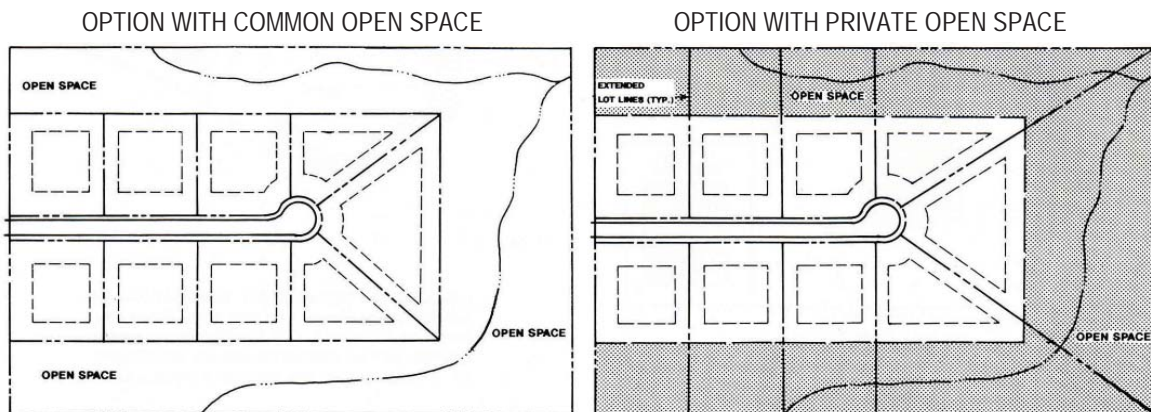 OPTION WITH COMMON OPEN SPACE
OPEN SPACE
OPEN SPACE
OPEN SPACE
OPTION WITH PRIVATE OPEN SPACE
EXTENDED
LOT LINES (TYP.)
OPEN SPACE
OPEN SPACE